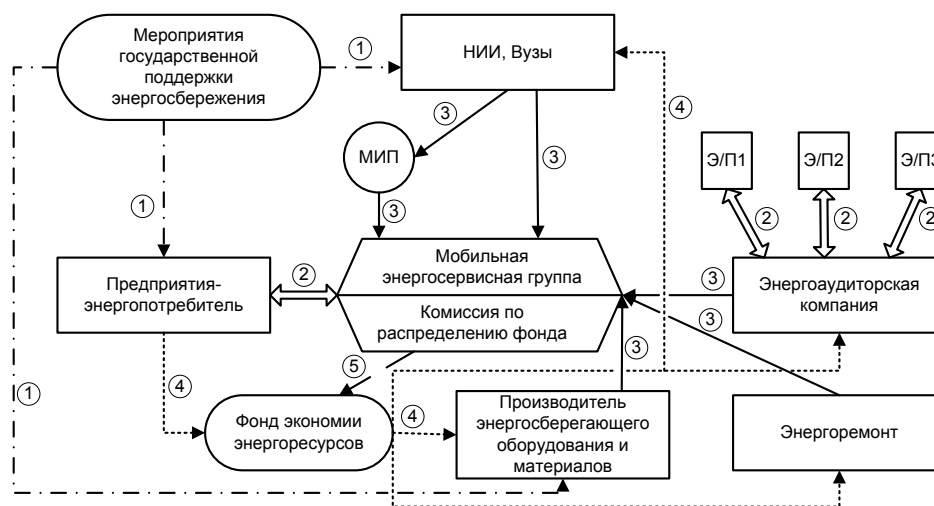 Мероприятия
государственной
поддержки
энергосбережения
1
НИИ, Вузы
3
4
МИП
3
3
Э/П1
Э/П2
Э/П3
1
2
2
2
Предприятия-
энергопотребитель
2
Мобильная
энергосервисная группа
Комиссия по
распределению фонда
3
Энергоаудиторская
компания
3
3
5
1
4
Фонд экономии
энергоресурсов
4
Производитель
энергосберегающего
оборудования и
материалов
Энергоремонт